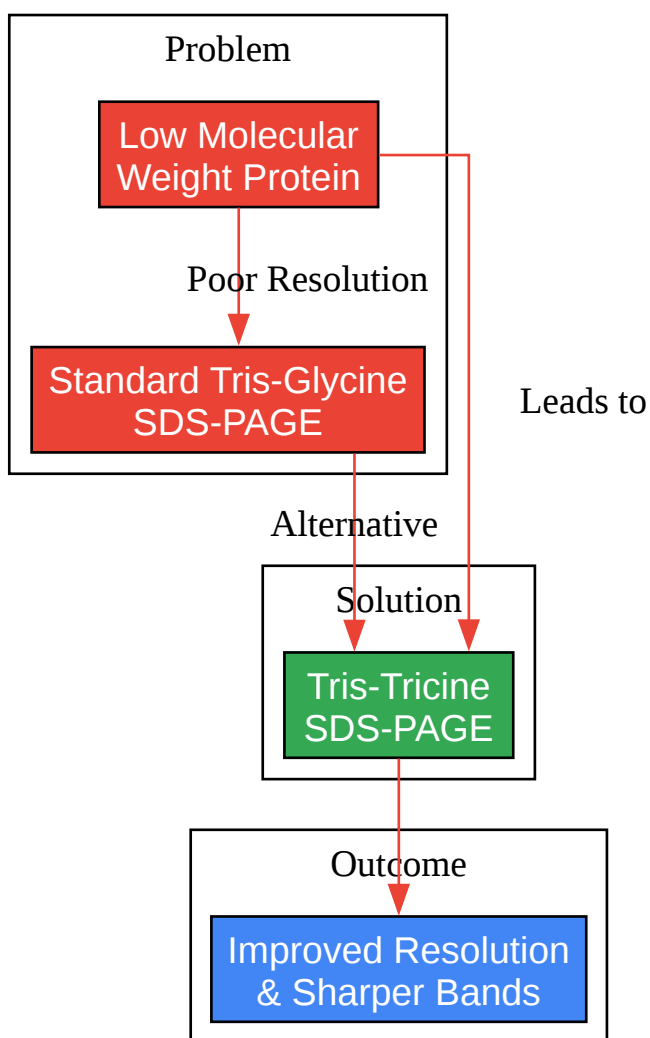 Problem
Low Molecular
Weight Protein
Poor Resolution
Standard Tris-Glycine
SDS-PAGE
Leads to
Alternative
Solution
Tris-Tricine
SDS-PAGE
Outcome
Improved Resolution
& Sharper Bands